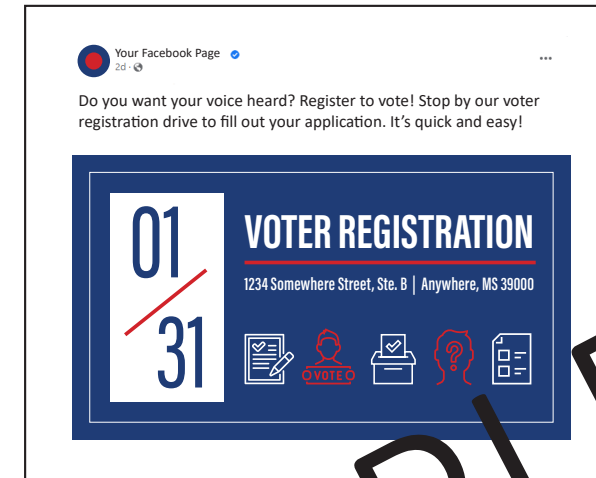 Your Facebook Page
2d ·
...
Do you want your voice heard? Register to vote! Stop by our voter
registration drive to fill out your application. It’s quick and easy!
01
31
VOTER REGISTRATION
1234 Somewhere Street, Ste. B | Anywhere, MS 39000
VOTE